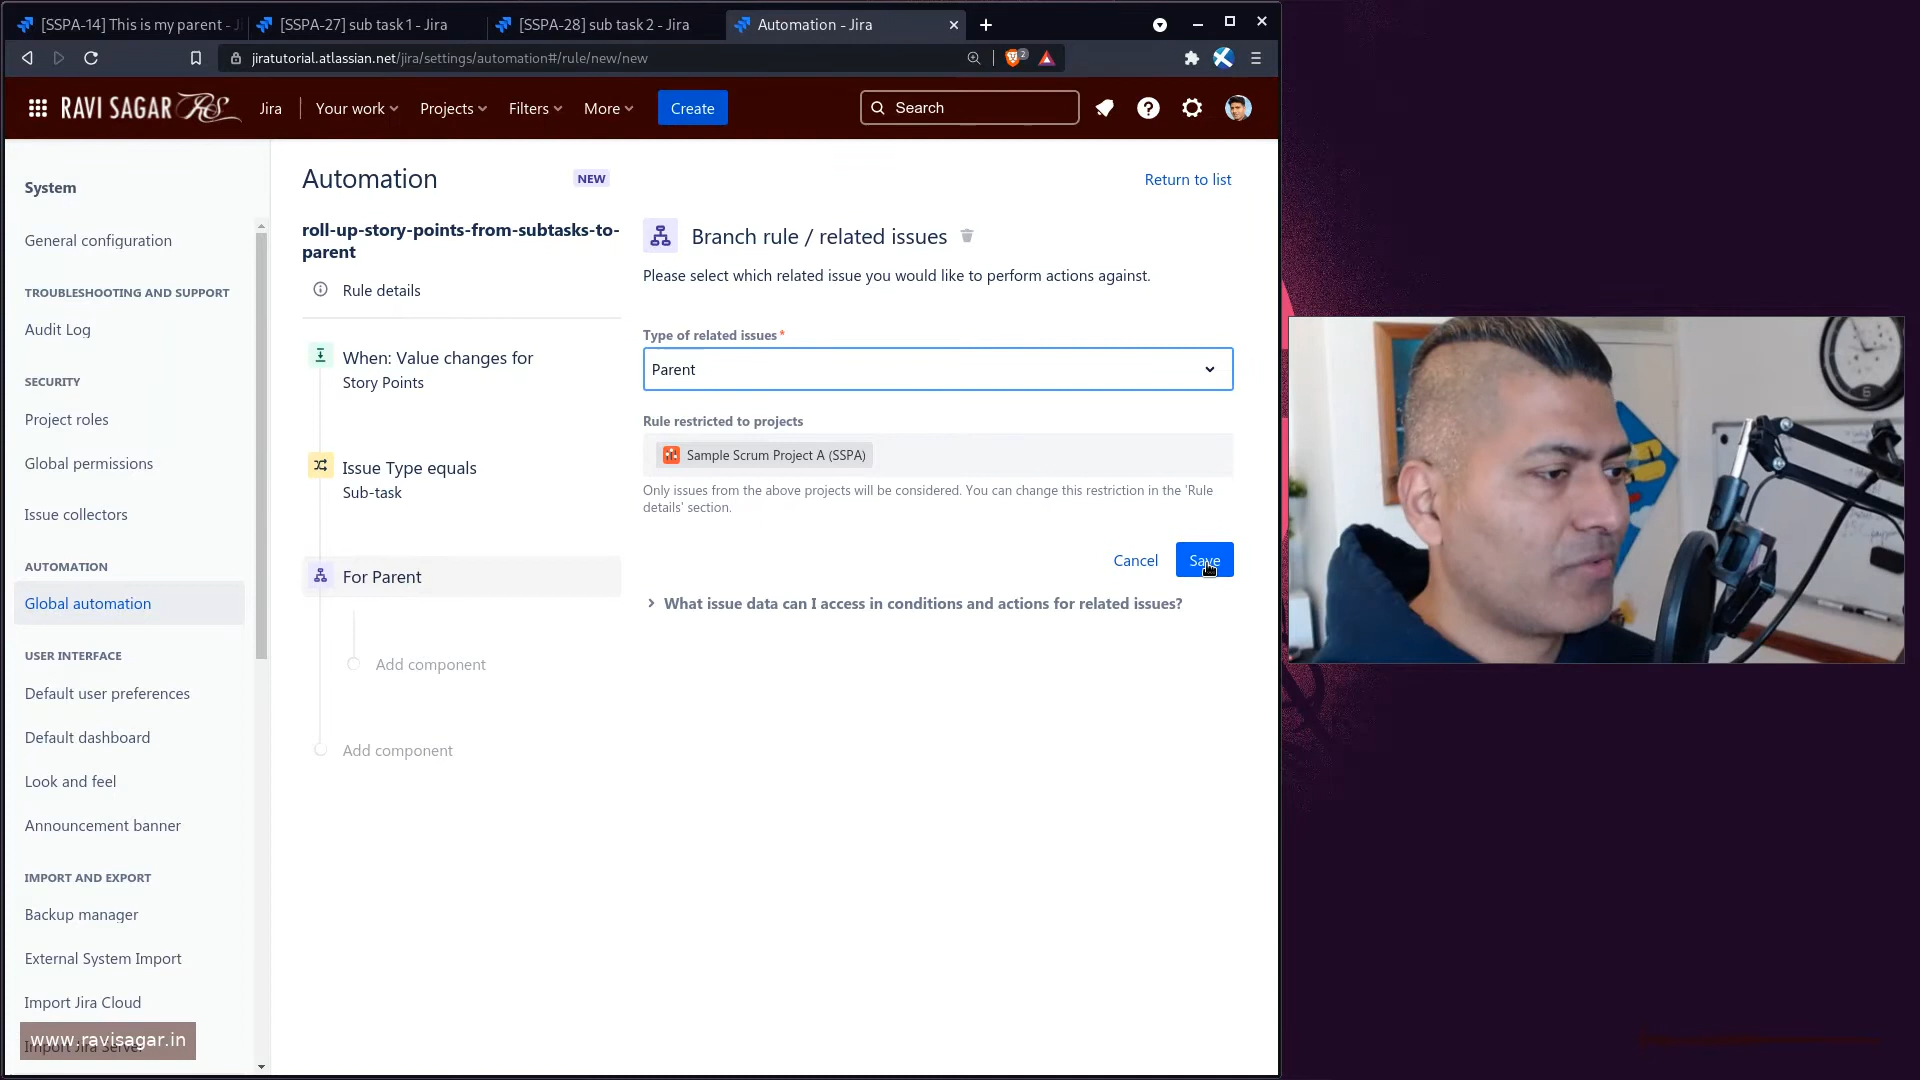 [SSPA-14] This is my parent - J
[SSPA-27] sub task 1 - Jira
[SSPA-28] sub task 2 - Jira
Automation - Jira
jiratutorial.atlassian.net/jira/settings/automation#/rule/new/new
2
RAVI SAGAR RS
Jira
Your work
Projects
Filters
More
Create
Search
System
General configuration
TROUBLESHOOTING AND SUPPORT
Audit Log
SECURITY
Project roles
Global permissions
Issue collectors
AUTOMATION
Global automation
USER INTERFACE
Default user preferences
Default dashboard
Look and feel
Announcement banner
IMPORT AND EXPORT
Backup manager
External System Import
Import Jira Cloud
Import Jira Server
www.ravisagar.in
Automation
NEW
Return to list
roll-up-story-points-from-subtasks-to-
parent
Rule details
When: Value changes for
Story Points
Issue Type equals
Sub-task
For Parent
Add component
Add component
Branch rule / related issues
Please select which related issue you would like to perform actions against.
Type of related issues *
Parent
Rule restricted to projects
Sample Scrum Project A (SSPA)
Only issues from the above projects will be considered. You can change this restriction in the 'Rule
details' section.
Cancel
Save
What issue data can I access in conditions and actions for related issues?